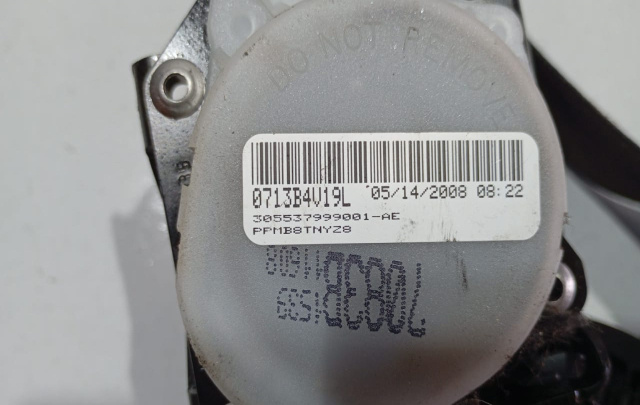 DO NOT REMOVE
0713B4V19L 05/14/2008 08:22
305537999001-AE
PPMB8TNYZ8